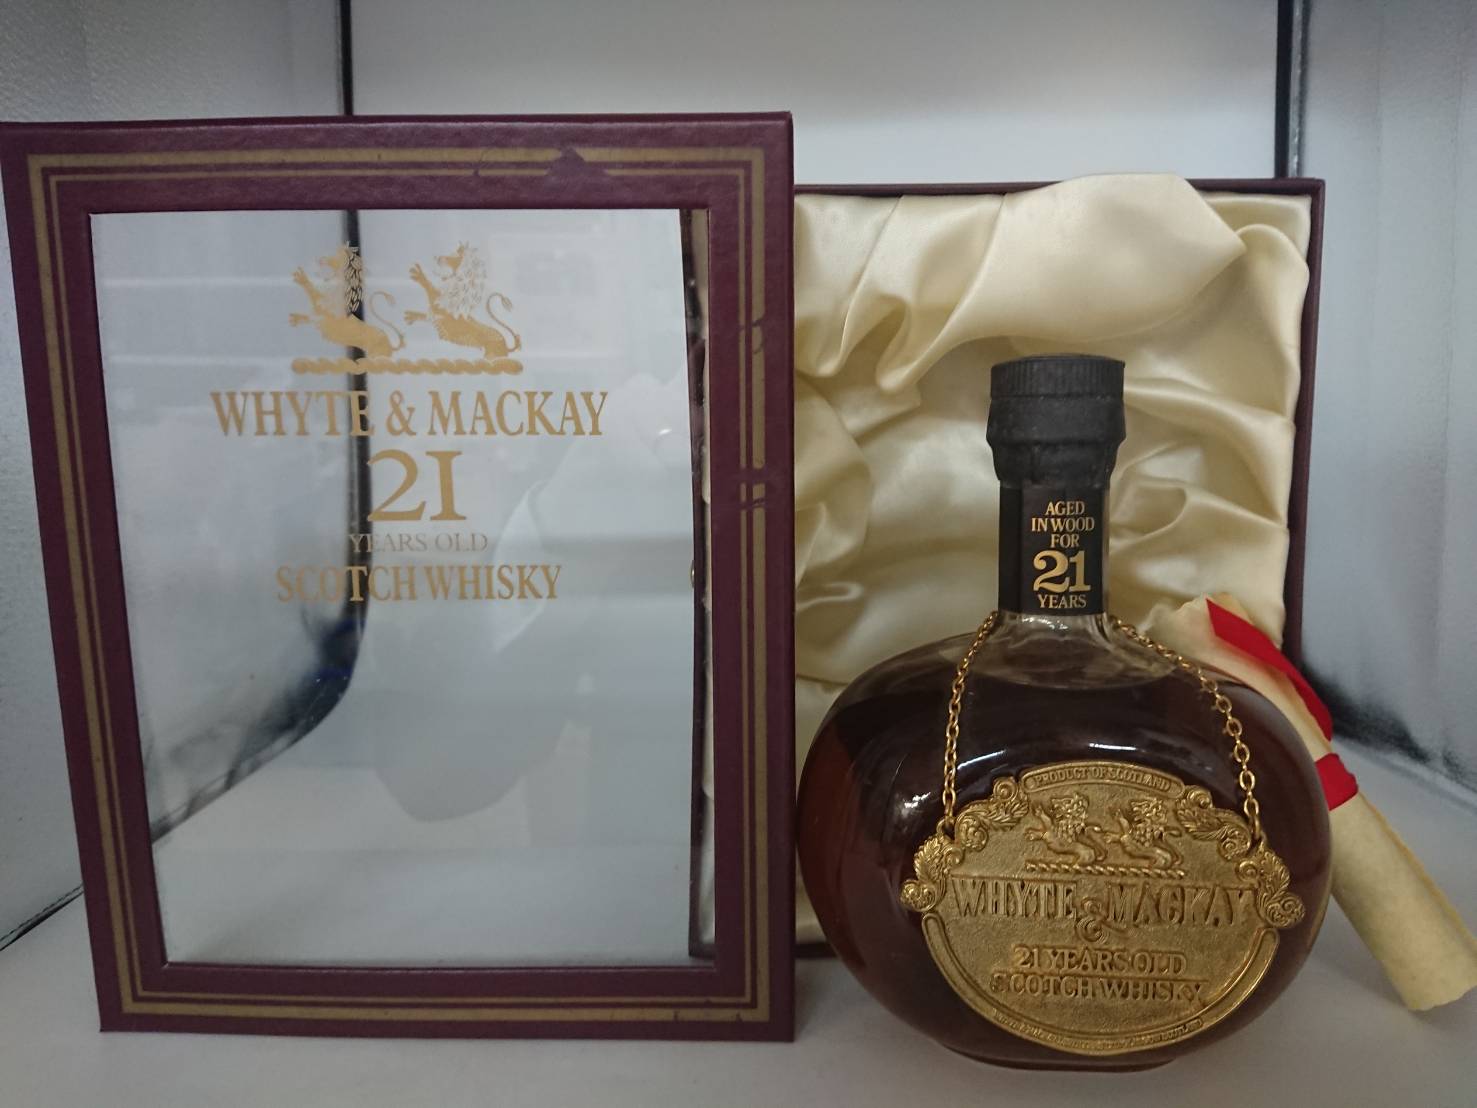 WHYTE & MACKAY
21
YEARS OLD
SCOTCH WHISKY
AGED
IN WOOD
FOR
21
YEARS
PRODUCT OF SCOTLAND
WHYTE & MACKAY
21 YEARS OLD
SCOTCH WHISKY